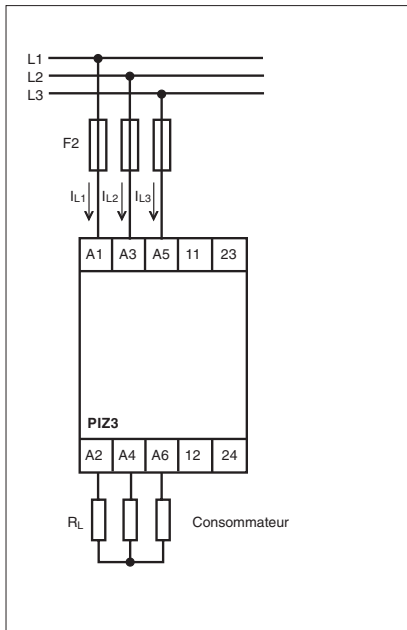 L1
L2
L3
F2
IL1 IL2 IL3
A1 A3 A5 11 23
PIZ3
A2 A4 A6 12 24
RL Consommateur